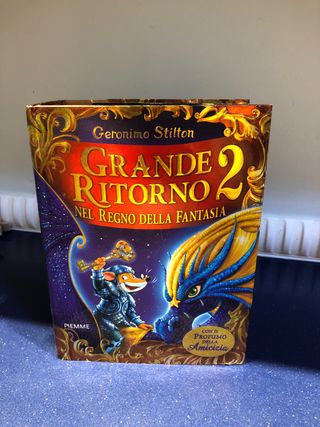 Geronimo Stilton
GRANDE
RITORNO 2
NEL REGNO DELLA FANTASIA
PIEMME
CON IL
PROFUMO
DELLA
Amicizia